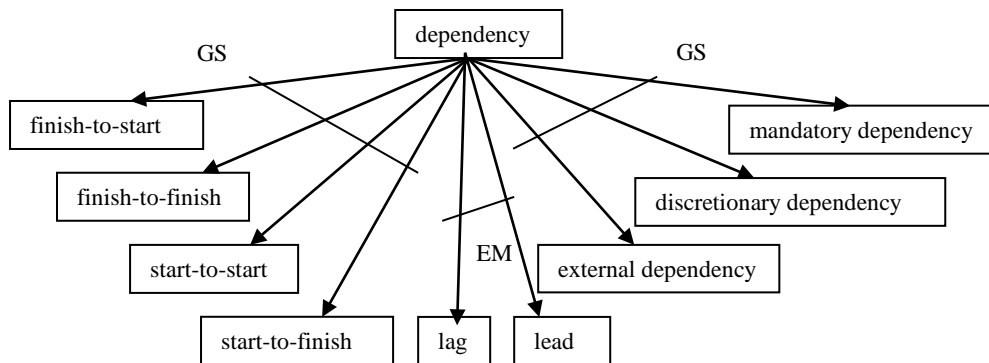 dependency
GS
GS
finish-to-start
mandatory dependency
finish-to-finish
discretionary dependency
start-to-start
EM
external dependency
start-to-finish
lag
lead